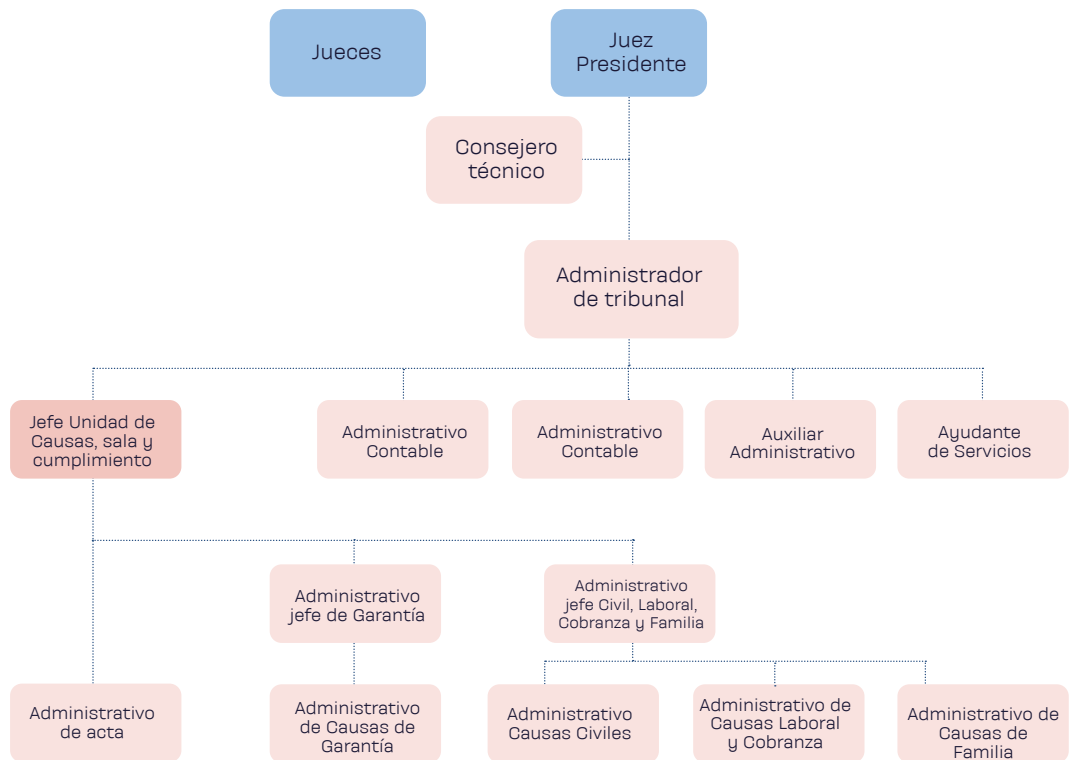 Jueces
Juez
Presidente
Consejero
técnico
Administrador
de tribunal
Jefe Unidad de
Causas, sala y
cumplimiento
Administrativo
Contable
Administrativo
Contable
Auxiliar
Administrativo
Ayudante
de Servicios
Administrativo
jefe de Garantía
Administrativo
jefe Civil, Laboral,
Cobranza y Familia
Administrativo
de acta
Administrativo
de Causas de
Garantía
Administrativo
Causas Civiles
Administrativo de
Causas Laboral
y Cobranza
Administrativo de
Causas de
Familia